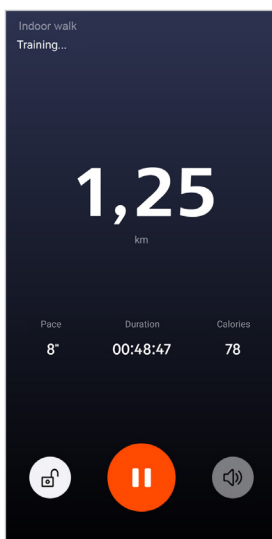 Indoor walk
Training...
1,25
km
Pace Duration Calories
8" 00:48:47 78